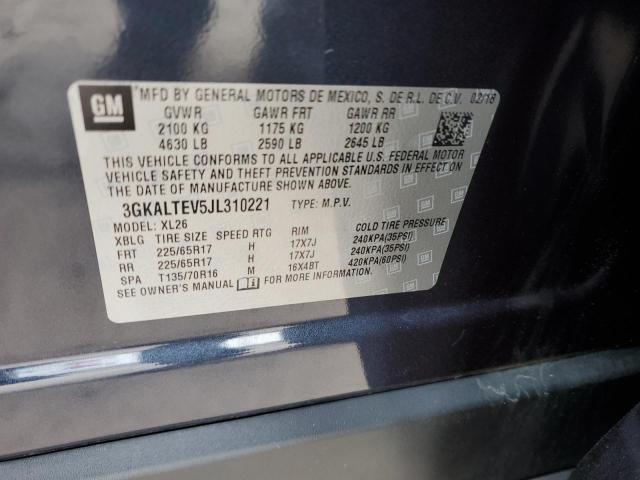 GM *MFD BY GENERAL MOTORS DE MEXICO, S. DE R.L. DE C.V. 02/18
GVWR GAWR FRT GAWR RR
2100 KG 1175 KG 1200 KG
4630 LB 2590 LB 2645 LB
THIS VEHICLE CONFORMS TO ALL APPLICABLE U.S. FEDERAL MOTOR
VEHICLE SAFETY AND THEFT PREVENTION STANDARDS IN EFFECT ON
THE DATE OF MANUFACTURE SHOWN ABOVE.
3GKALTEV5JL310221 TYPE: M.P.V.
MODEL: XL26
XBLG TIRE SIZE SPEED RTG RIM COLD TIRE PRESSURE
FRT 225/65R17 H 17X7J 240KPA(35PSI)
RR 225/65R17 H 17X7J 240KPA(35PSI)
SPA T135/70R16 M 16X4BT 420KPA(60PSI)
SEE OWNER'S MANUAL FOR MORE INFORMATION.